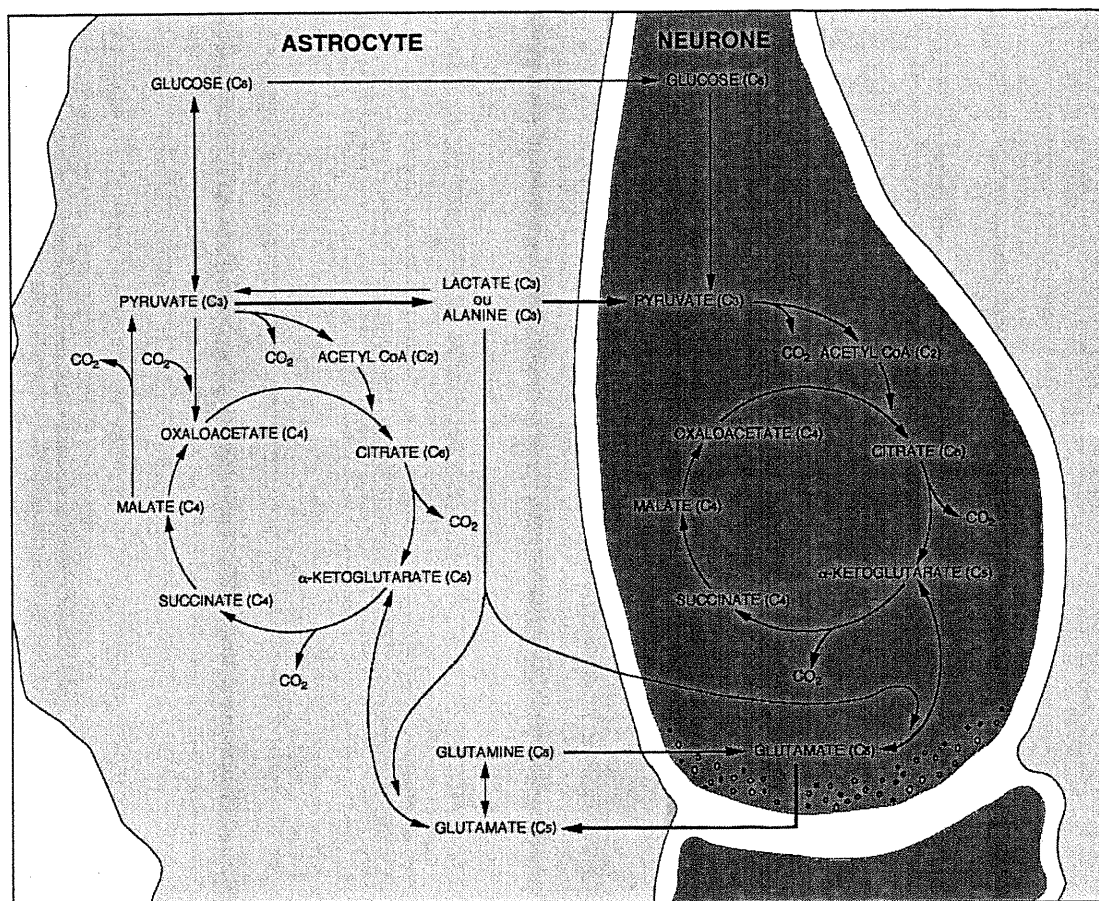 ASTROCYTE
NEURONE
GLUCOSE (C6)
GLUCOSE (C6)
LACTATE (C3)
ou
ALANINE (C3)
PYRUVATE (C3)
PYRUVATE (C3)
CO2
CO2
CO2
ACETYL CoA (C2)
CO2
ACETYL CoA (C2)
OXALOACETATE (C4)
CITRATE (C6)
OXALOACETATE (C4)
CITRATE (C6)
MALATE (C4)
CO2
MALATE (C4)
CO2
α-KETOGLUTARATE (C5)
α-KETOGLUTARATE (C5)
SUCCINATE (C4)
SUCCINATE (C4)
CO2
CO2
GLUTAMINE (C5)
GLUTAMATE (C5)
GLUTAMATE (C5)